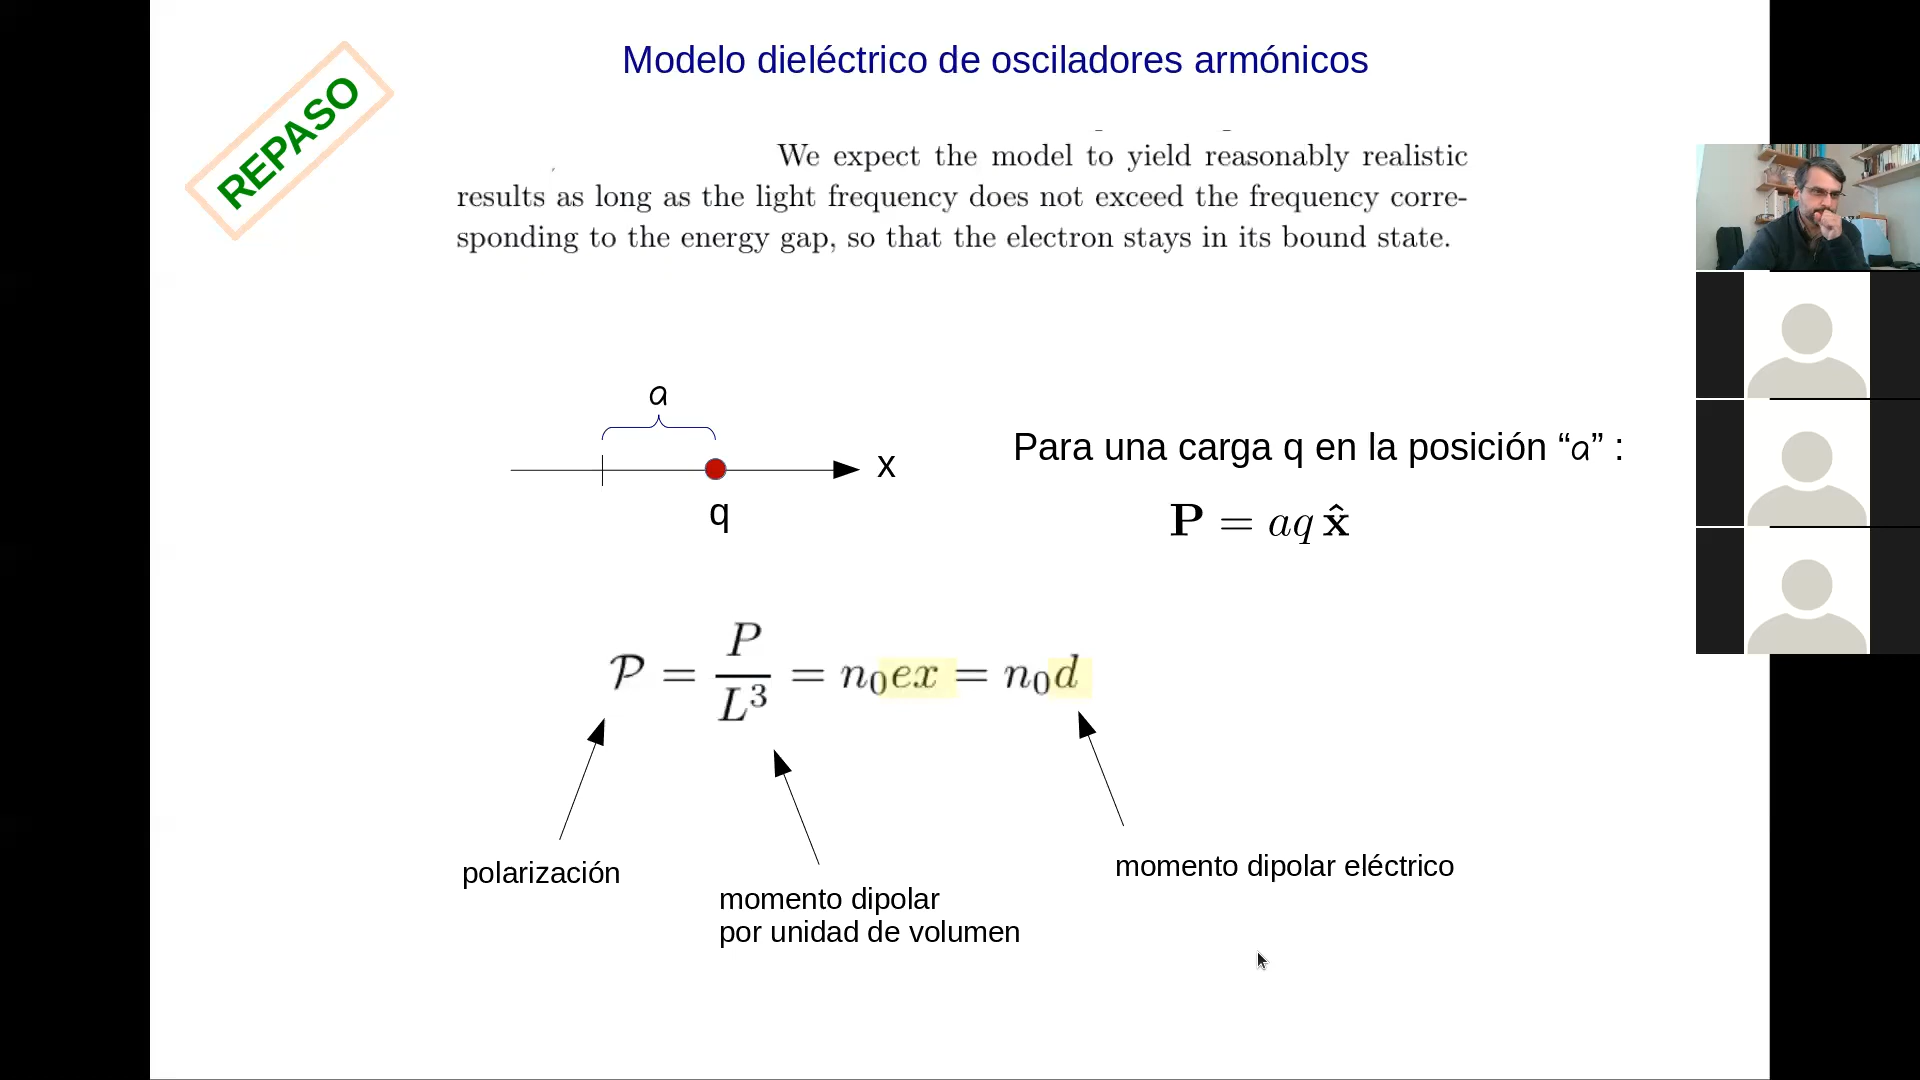 REPASO
Modelo dieléctrico de osciladores armónicos
We expect the model to yield reasonably realistic
results as long as the light frequency does not exceed the frequency corre-
sponding to the energy gap, so that the electron stays in its bound state.
a
x
q
Para una carga q en la posición “a” :
P = aq x̂
𝒫 = P/L³ = n₀ex = n₀d
polarización
momento dipolar
por unidad de volumen
momento dipolar eléctrico